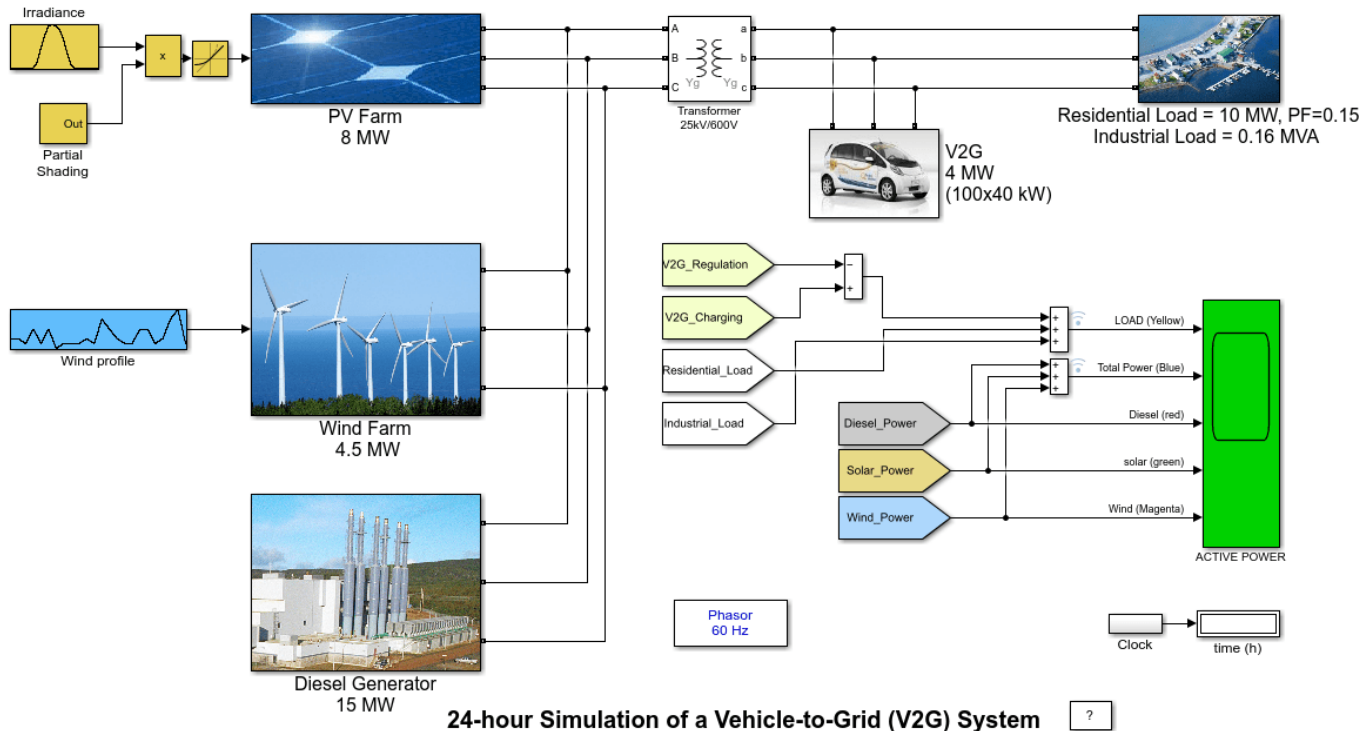 Irradiance
x
Out
Partial
Shading
PV Farm
8 MW
A
B
C
a
b
c
Yg
Yg
Transformer
25kV/600V
Residential Load = 10 MW, PF=0.15
Industrial Load = 0.16 MVA
V2G
4 MW
(100x40 kW)
Wind profile
Wind Farm
4.5 MW
V2G_Regulation
V2G_Charging
Residential_Load
Industrial_Load
−
+
+
+
+
+
+
+
LOAD (Yellow)
Total Power (Blue)
Diesel (red)
solar (green)
Wind (Magenta)
Diesel_Power
Solar_Power
Wind_Power
ACTIVE POWER
Diesel Generator
15 MW
Phasor
60 Hz
Clock
time (h)
24-hour Simulation of a Vehicle-to-Grid (V2G) System
?